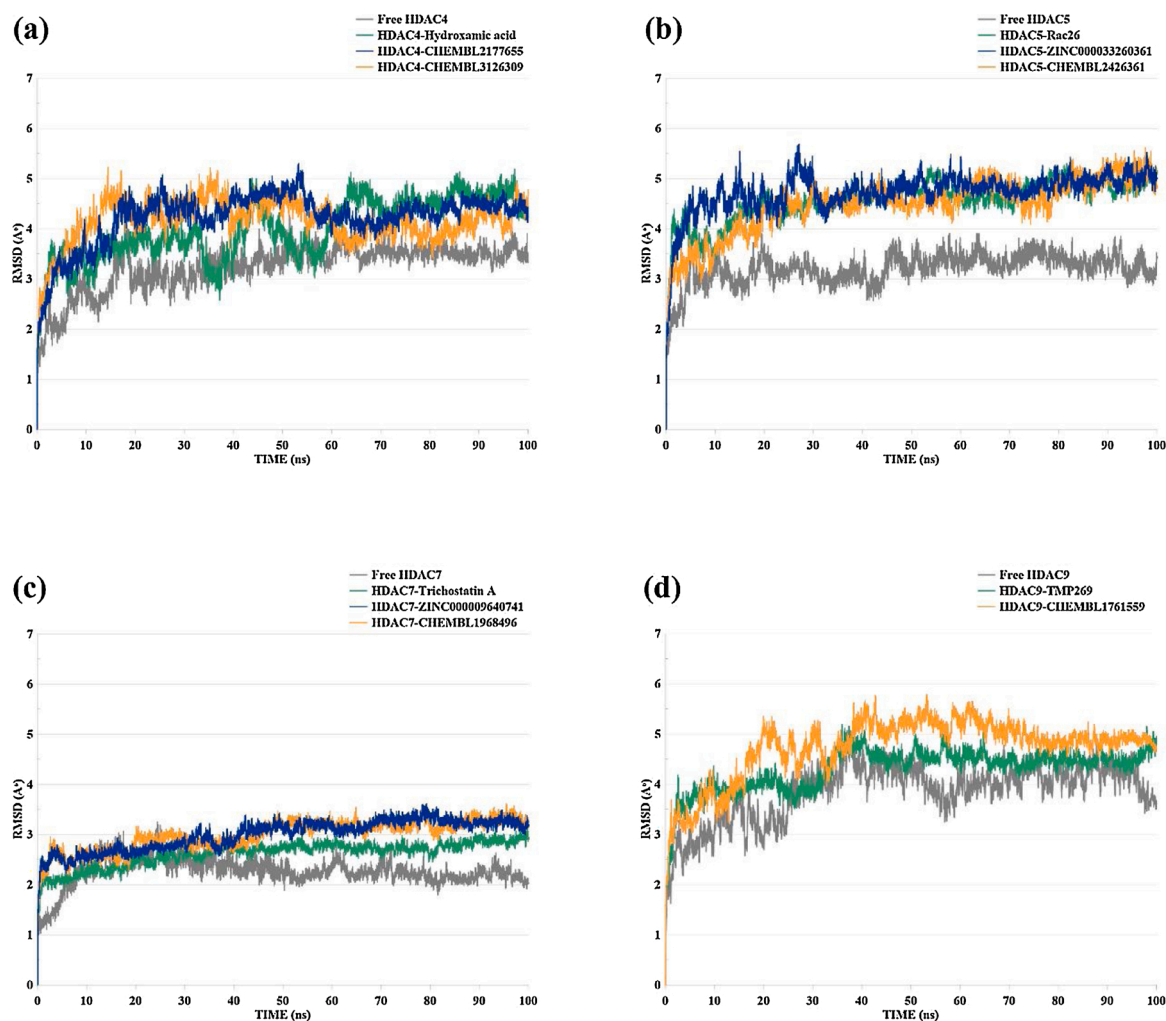 (a)
Free HDAC4
HDAC4-Hydroxamic acid
HDAC4-CHEMBL2177655
HDAC4-CHEMBL3126309
RMSD (A°)
7
6
5
4
3
2
1
0
0 10 20 30 40 50 60 70 80 90 100
TIME (ns)
(b)
Free HDAC5
HDAC5-Rac26
HDAC5-ZINC000033260361
HDAC5-CHEMBL2426361
RMSD (A°)
7
6
5
4
3
2
1
0
0 10 20 30 40 50 60 70 80 90 100
TIME (ns)
(c)
Free HDAC7
HDAC7-Trichostatin A
HDAC7-ZINC000009640741
HDAC7-CHEMBL1968496
RMSD (A°)
7
6
5
4
3
2
1
0
0 10 20 30 40 50 60 70 80 90 100
TIME (ns)
(d)
Free HDAC9
HDAC9-TMP269
HDAC9-CHEMBL1761559
RMSD (A°)
7
6
5
4
3
2
1
0
0 10 20 30 40 50 60 70 80 90 100
TIME (ns)